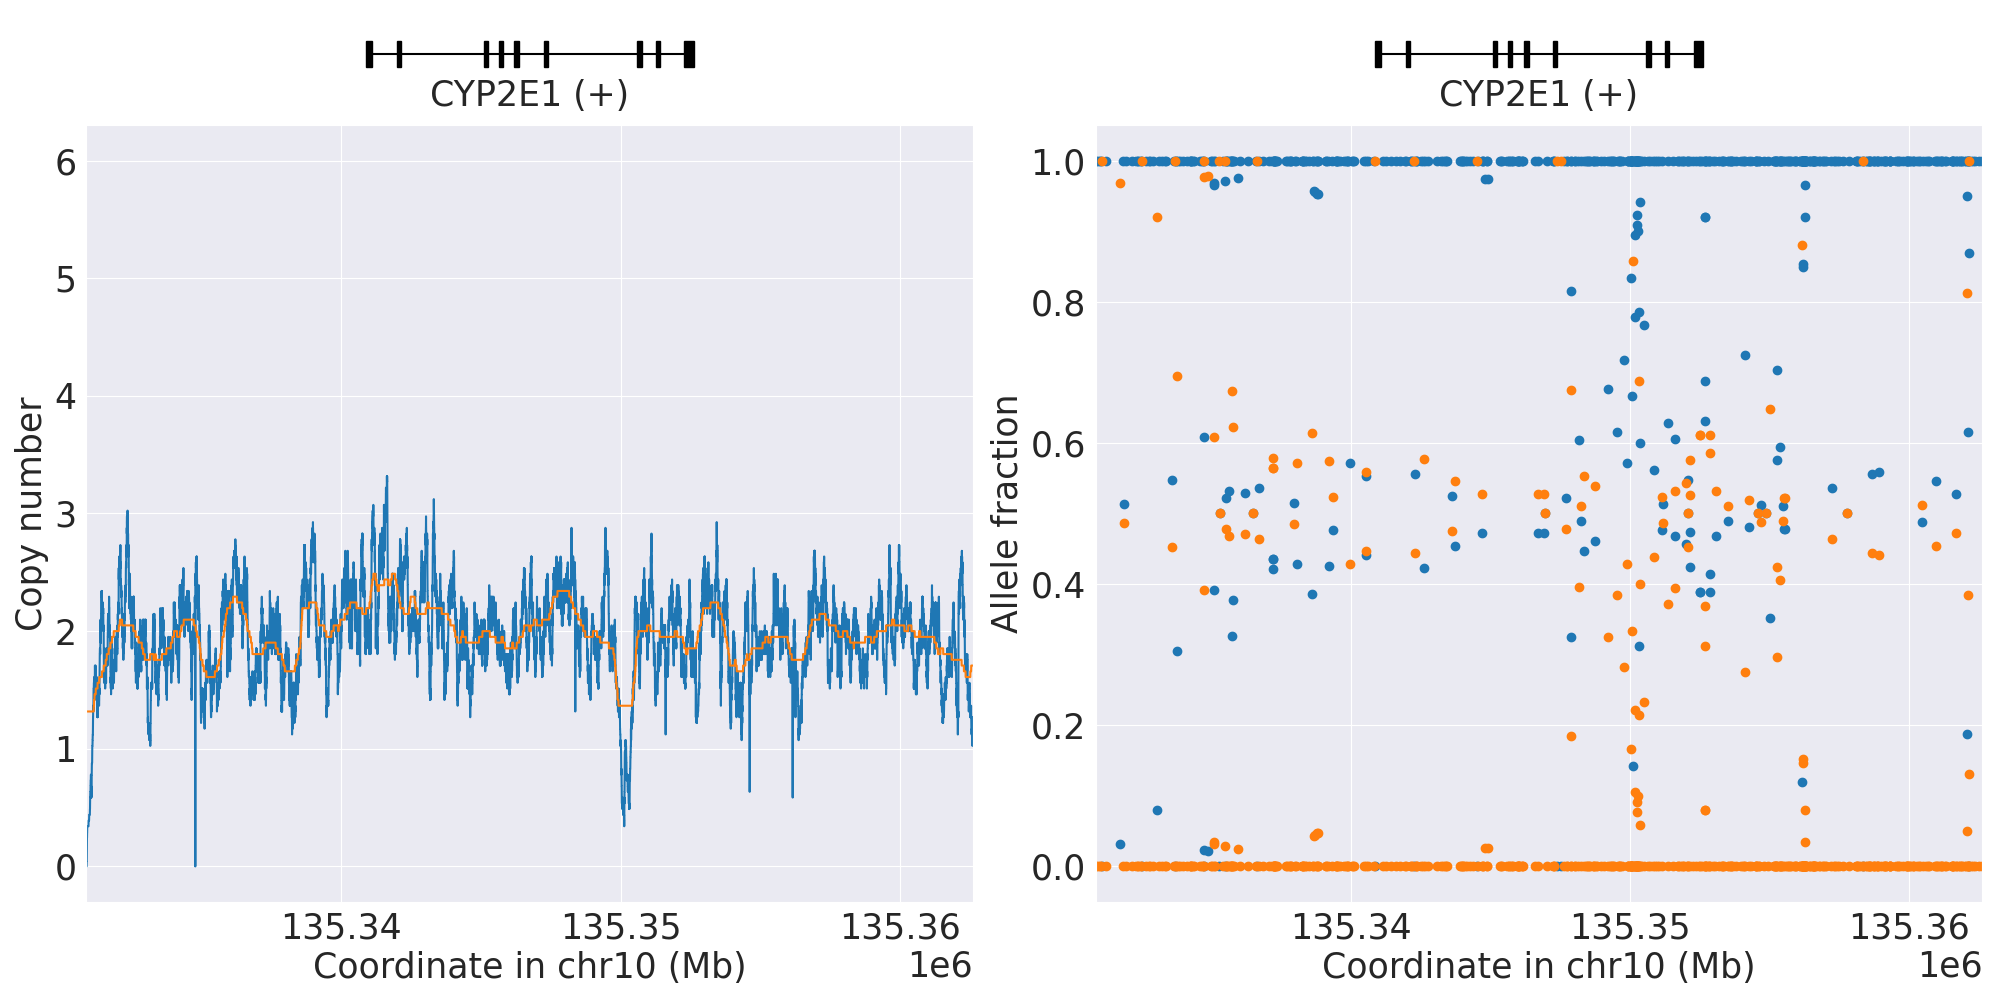 CYP2E1 (+)
6
5
4
3
2
1
0
Copy number
135.34 135.35 135.36
1e6
Coordinate in chr10 (Mb)
CYP2E1 (+)
1.0
0.8
0.6
0.4
0.2
0.0
Allele fraction
135.34 135.35 135.36
1e6
Coordinate in chr10 (Mb)